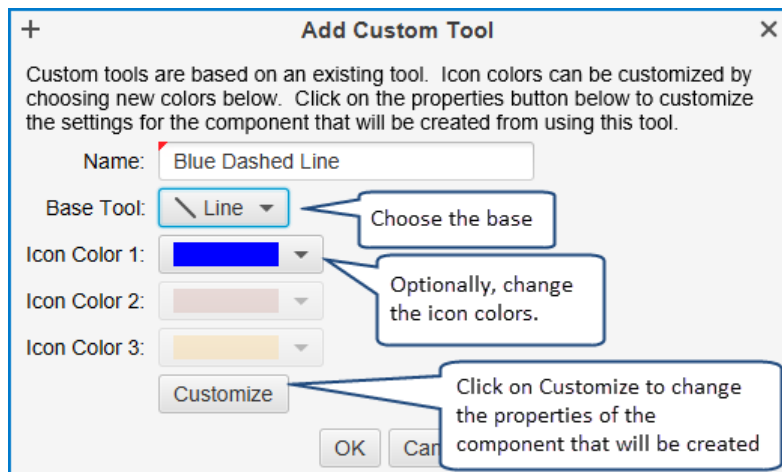 Add Custom Tool
Custom tools are based on an existing tool. Icon colors can be customized by
choosing new colors below. Click on the properties button below to customize
the settings for the component that will be created from using this tool.
Name: Blue Dashed Line
Base Tool: Line
Choose the base
Icon Color 1:
Optionally, change
the icon colors.
Icon Color 2:
Icon Color 3:
Customize
Click on Customize to change
the properties of the
component that will be created
OK